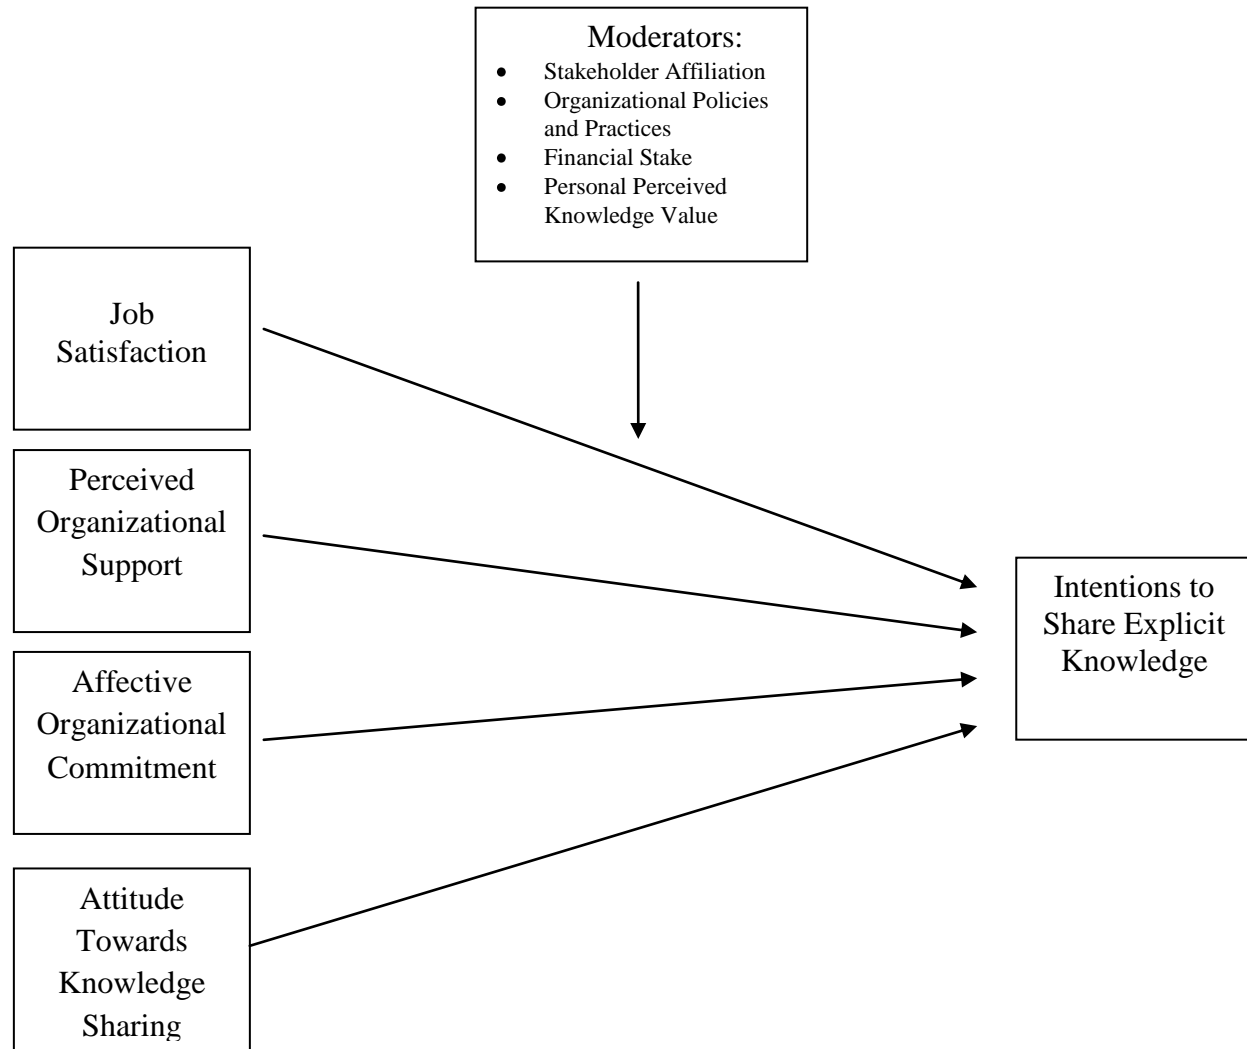 Moderators:
• Stakeholder Affiliation
• Organizational Policies
and Practices
• Financial Stake
• Personal Perceived
Knowledge Value
Job
Satisfaction
Perceived
Organizational
Support
Affective
Organizational
Commitment
Attitude
Towards
Knowledge
Sharing
Intentions to
Share Explicit
Knowledge